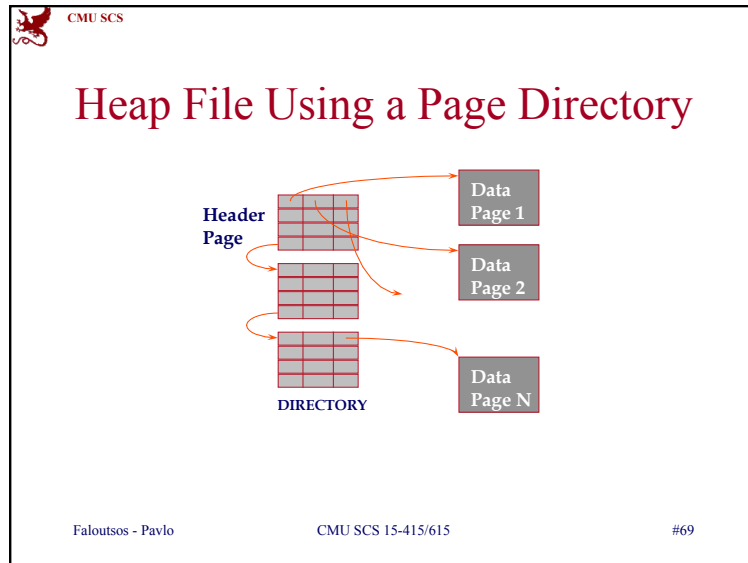 CMU SCS
Heap File Using a Page Directory
Header
Page
Data
Page 1
Data
Page 2
Data
Page N
DIRECTORY
Faloutsos - Pavlo
CMU SCS 15-415/615
#69